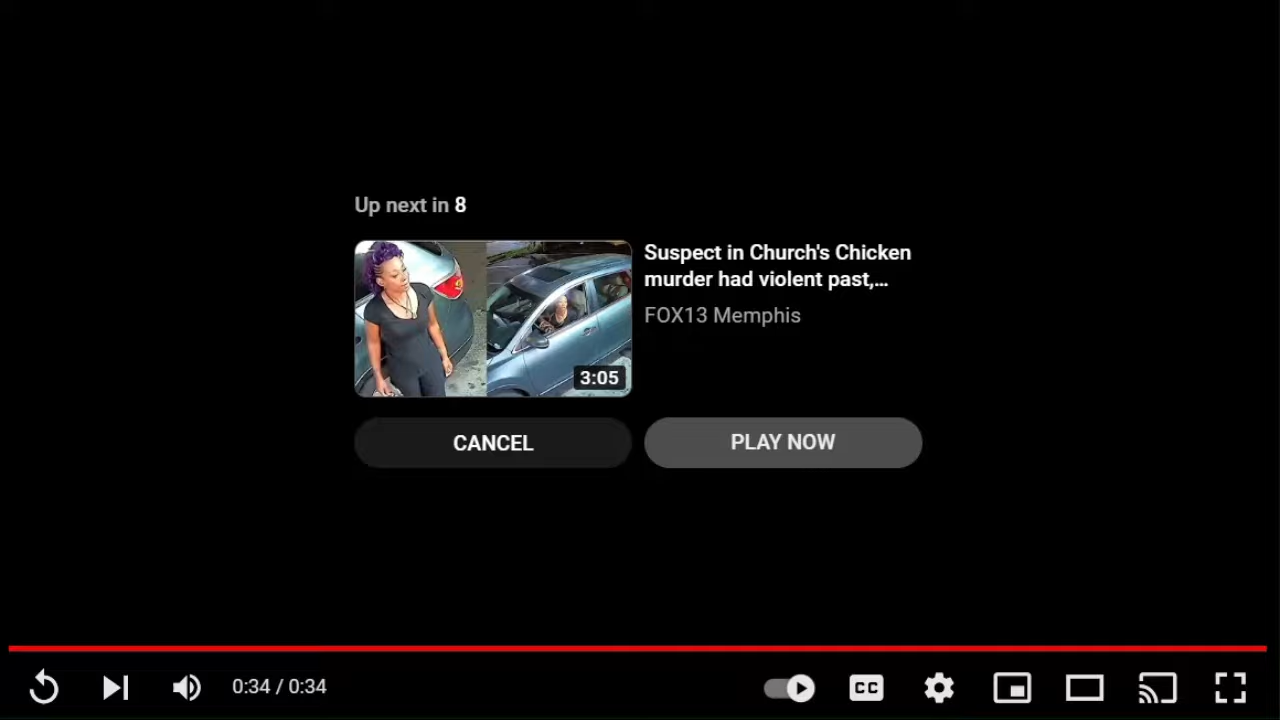 Up next in 8
Suspect in Church's Chicken
murder had violent past,...
FOX13 Memphis
3:05
CANCEL
PLAY NOW
0:34 / 0:34
CC